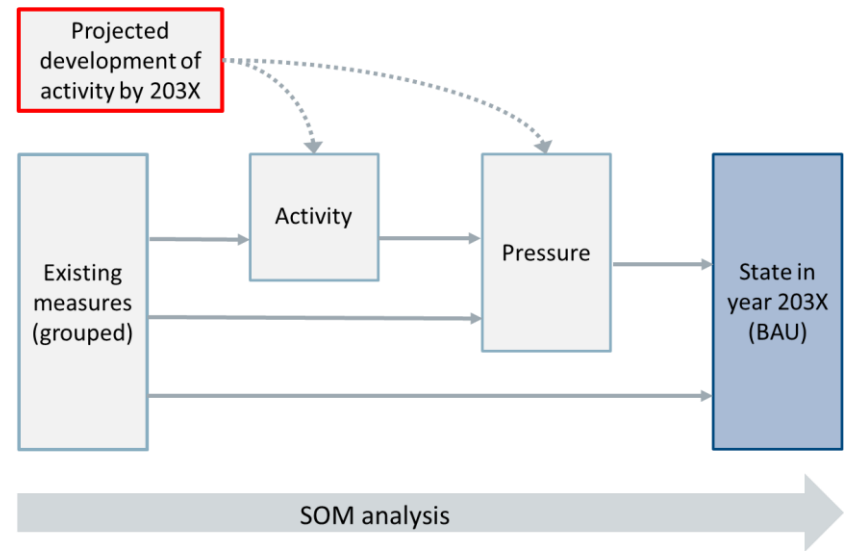 Projected
development of
activity by 203X
Existing
measures
(grouped)
Activity
Pressure
State in
year 203X
(BAU)
SOM analysis